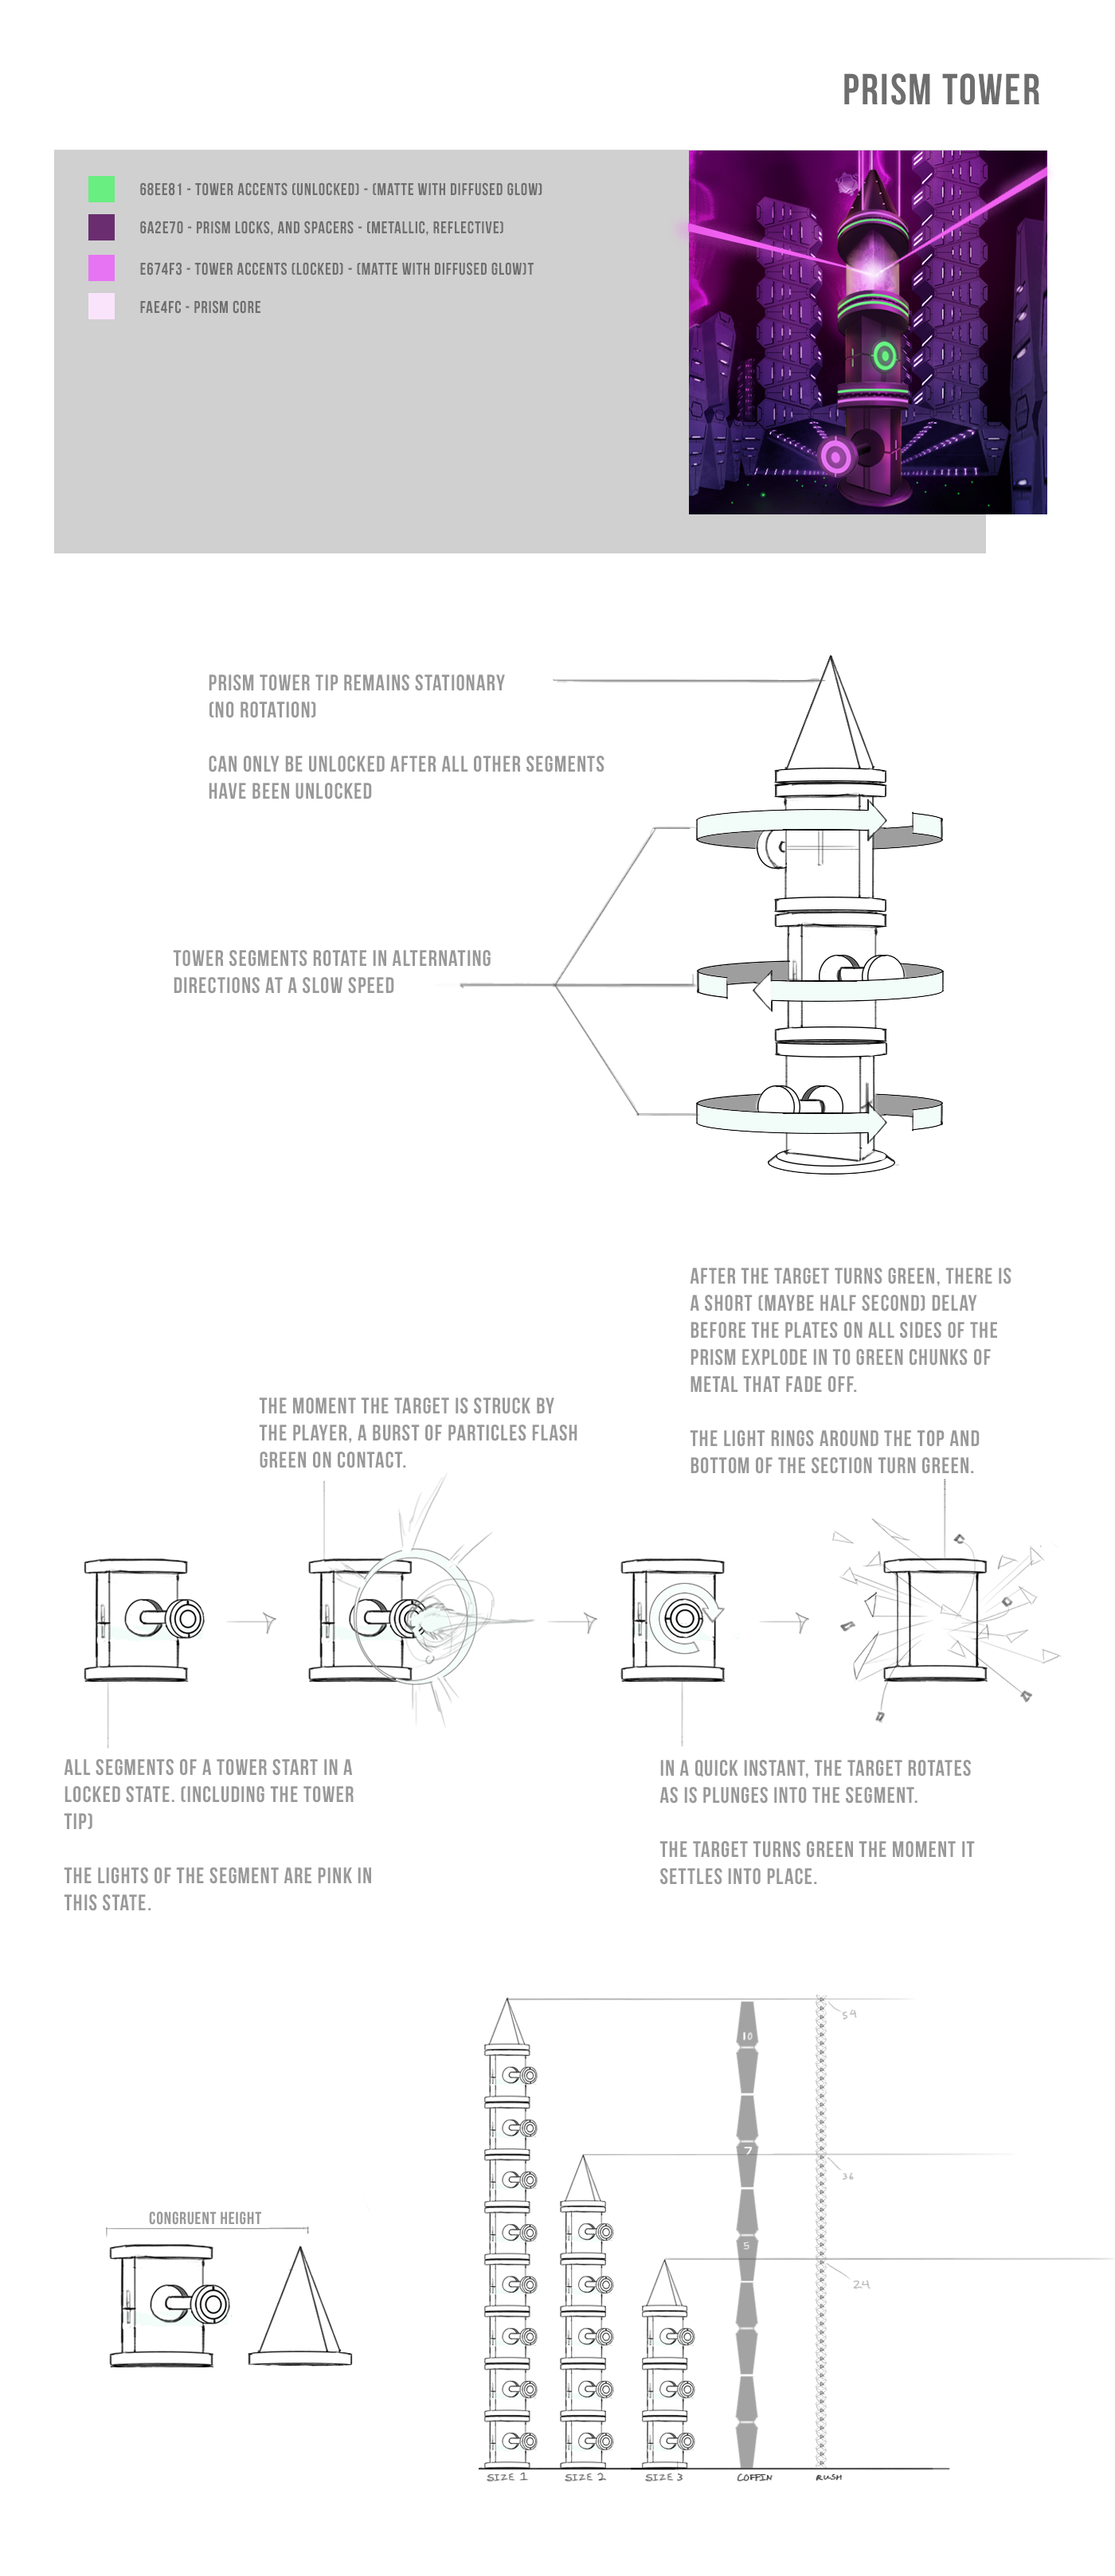 PRISM TOWER
68EE81 - TOWER ACCENTS (UNLOCKED) - (MATTE WITH DIFFUSED GLOW)
6A2E70 - PRISM LOCKS, AND SPACERS - (METALLIC, REFLECTIVE)
E674F3 - TOWER ACCENTS (LOCKED) - (MATTE WITH DIFFUSED GLOW)T
FAE4FC - PRISM CORE
PRISM TOWER TIP REMAINS STATIONARY
(NO ROTATION)
CAN ONLY BE UNLOCKED AFTER ALL OTHER SEGMENTS
HAVE BEEN UNLOCKED
TOWER SEGMENTS ROTATE IN ALTERNATING
DIRECTIONS AT A SLOW SPEED
AFTER THE TARGET TURNS GREEN, THERE IS
A SHORT (MAYBE HALF SECOND) DELAY
BEFORE THE PLATES ON ALL SIDES OF THE
PRISM EXPLODE IN TO GREEN CHUNKS OF
METAL THAT FADE OFF.
THE LIGHT RINGS AROUND THE TOP AND
BOTTOM OF THE SECTION TURN GREEN.
THE MOMENT THE TARGET IS STRUCK BY
THE PLAYER, A BURST OF PARTICLES FLASH
GREEN ON CONTACT.
ALL SEGMENTS OF A TOWER START IN A
LOCKED STATE. (INCLUDING THE TOWER
TIP)
THE LIGHTS OF THE SEGMENT ARE PINK IN
THIS STATE.
IN A QUICK INSTANT, THE TARGET ROTATES
AS IS PLUNGES INTO THE SEGMENT.
THE TARGET TURNS GREEN THE MOMENT IT
SETTLES INTO PLACE.
CONGRUENT HEIGHT
10
59
7
36
5
24
SIZE 1
SIZE 2
SIZE 3
COFFIN
RUSH